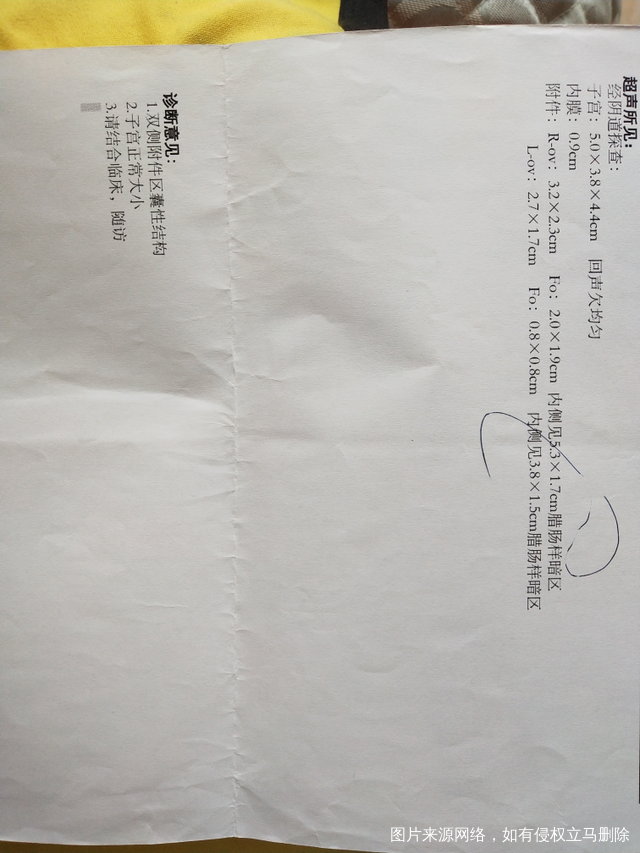 超声所见：
经阴道探查：
子宫：5.0×3.8×4.4cm 回声欠均匀
内膜：0.9cm
附件：R-ov：3.2×2.3cm Fo：2.0×1.9cm 内侧见5.3×1.7cm腊肠样暗区
L-ov：2.7×1.7cm Fo：0.8×0.8cm 内侧见3.8×1.5cm腊肠样暗区
诊断意见：
1.双侧附件区囊性结构
2.子宫正常大小
3.请结合临床，随访
图片来源网络，如有侵权立马删除